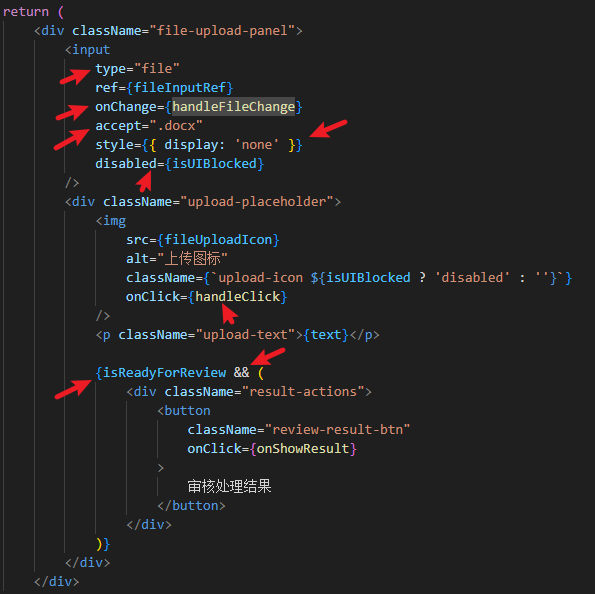 return (
<div className="file-upload-panel">
<input
type="file"
ref={fileInputRef}
onChange={handleFileChange}
accept=".docx"
style={{ display: 'none' }}
disabled={isUIBlocked}
/>
<div className="upload-placeholder">
<img
src={fileUploadIcon}
alt="上传图标"
className={`upload-icon ${isUIBlocked ? 'disabled' : ''}`}
onClick={handleClick}
/>
<p className="upload-text">{text}</p>
{isReadyForReview && (
<div className="result-actions">
<button
className="review-result-btn"
onClick={onShowResult}
>
审核处理结果
</button>
</div>
)}
</div>
</div>